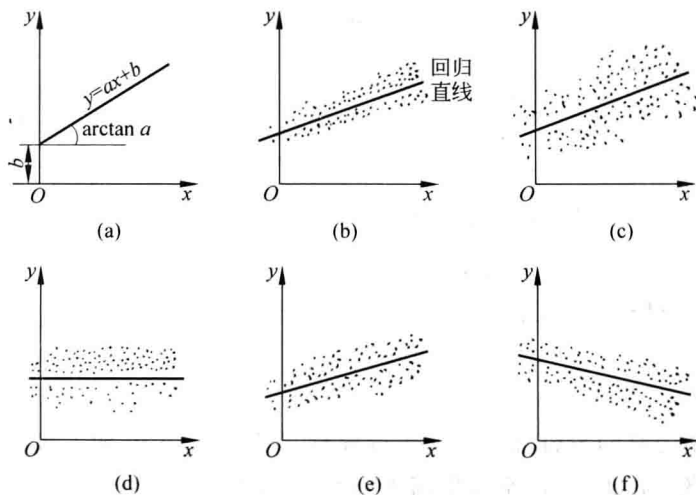 y
y=ax+b
arctan a
b
O
x
(a)
y
回归
直线
O
x
(b)
y
O
x
(c)
y
O
x
(d)
y
O
x
(e)
y
O
x
(f)